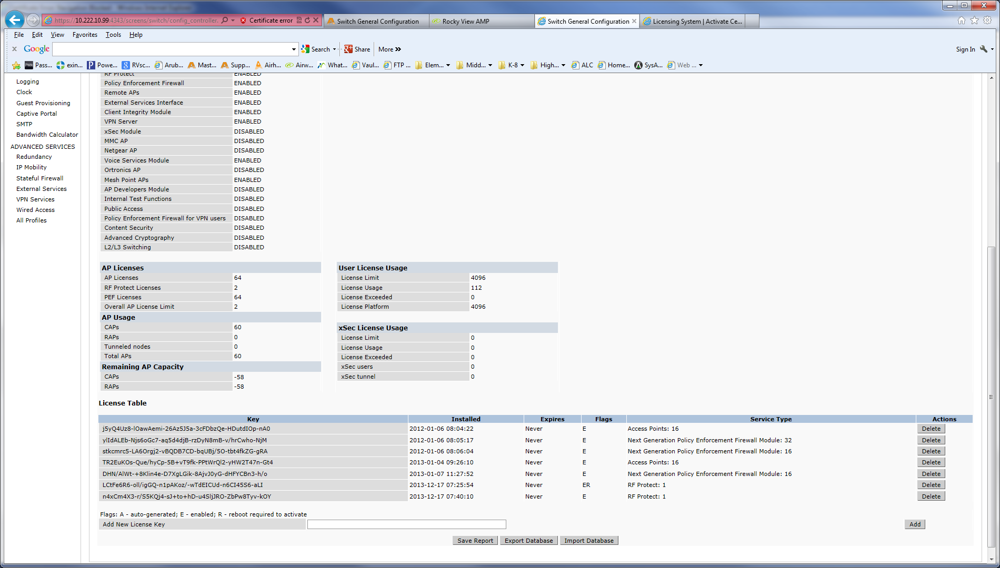 https://10.222.10.99:4343/screens/switch/config_controller. Certificate error
Switch General Configuration
Rocky View AMP
Switch General Configuration
Licensing System | Activate Ce...
File Edit View Favorites Tools Help
x Google Search Share More »
Sign In
Pass... exin... Powe... RVsc... Arub... Mast... Supp... Airh... Airw... What... Vaul... FTP ... Elem... Midd... K-8 High... ALC Home... SysA... Web ...
Logging
Clock
Guest Provisioning
Captive Portal
SMTP
Bandwidth Calculator
ADVANCED SERVICES
Redundancy
IP Mobility
Stateful Firewall
External Services
VPN Services
Wired Access
All Profiles
RF Protect ENABLED
Policy Enforcement Firewall ENABLED
Remote APs ENABLED
External Services Interface ENABLED
Client Integrity Module ENABLED
VPN Server ENABLED
xSec Module DISABLED
MMC AP DISABLED
Netgear AP DISABLED
Voice Services Module ENABLED
Ortronics AP DISABLED
Mesh Point APs ENABLED
AP Developers Module DISABLED
Internal Test Functions DISABLED
Public Access DISABLED
Policy Enforcement Firewall for VPN users DISABLED
Content Security DISABLED
Advanced Cryptography DISABLED
L2/L3 Switching DISABLED
AP Licenses
AP Licenses 64
RF Protect Licenses 2
PEF Licenses 64
Overall AP License Limit 2
AP Usage
CAPs 60
RAPs 0
Tunneled nodes 0
Total APs 60
Remaining AP Capacity
CAPs -58
RAPs -58
User License Usage
License Limit 4096
License Usage 112
License Exceeded 0
License Platform 4096
xSec License Usage
License Limit 0
License Usage 0
License Exceeded 0
xSec users 0
xSec tunnel 0
License Table
Key Installed Expires Flags Service Type Actions
j5yQ4Uz8-lOawAemi-26Az5J5a-3cFDbzQe-HDutdIOp-nA0 2012-01-06 08:04:22 Never E Access Points: 16 Delete
ylIdALEb-Njs6oGc7-aq5d4djB-rzDyN8mB-v/hrCwho-NjM 2012-01-06 08:05:17 Never E Next Generation Policy Enforcement Firewall Module: 32 Delete
stkcmrc5-LA6Orgj2-vBQDB7CD-bqUBj/5O-tbt4fkZG-gRA 2012-01-06 08:06:04 Never E Next Generation Policy Enforcement Firewall Module: 16 Delete
TR2EuKOs-Que/hyCp-5B+vT9fk-PPtWrQl2-yHW2T47n-Gt4 2013-01-04 09:26:10 Never E Access Points: 16 Delete
DHN/AlWt-+8Klin4e-D7XgLGik-8AjvJ0yG-dHFYCBn3-h/o 2013-01-07 11:27:52 Never E Next Generation Policy Enforcement Firewall Module: 16 Delete
LCtFe6R6-oll/igGQ-n1pAKoz/-wTdEICUd-n6CI45S6-aLI 2013-12-17 07:25:54 Never ER RF Protect: 1 Delete
n4xCm4X3-r/S5KQj4-sJ+to+hD-u4SljJRO-ZbPw8Tyv-kOY 2013-12-17 07:40:10 Never E RF Protect: 1 Delete
Flags: A - auto-generated; E - enabled; R - reboot required to activate
Add New License Key Add
Save Report Export Database Import Database